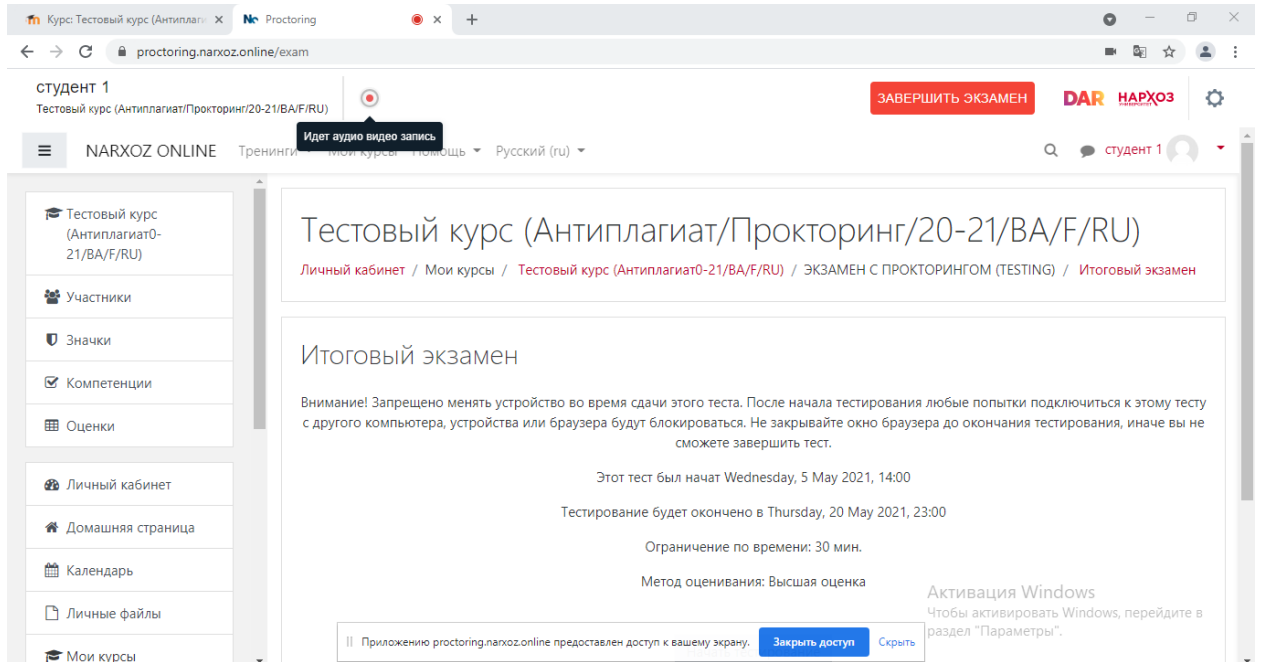 Курс: Тестовый курс (Антиплаги
Proctoring
proctoring.narxoz.online/exam
студент 1
Тестовый курс (Антиплагиат/Прокторинг/20-21/BA/F/RU)
ЗАВЕРШИТЬ ЭКЗАМЕН
DAR
НАРХОЗ
УНИВЕРСИТЕТ
Идет аудио видео запись
NARXOZ ONLINE
Тренинги Мои курсы Помощь Русский (ru)
студент 1
Тестовый курс
(Антиплагиат0-
21/BA/F/RU)
Участники
Значки
Компетенции
Оценки
Личный кабинет
Домашняя страница
Календарь
Личные файлы
Мои курсы
Тестовый курс (Антиплагиат/Прокторинг/20-21/BA/F/RU)
Личный кабинет / Мои курсы / Тестовый курс (Антиплагиат0-21/BA/F/RU) / ЭКЗАМЕН С ПРОКТОРИНГОМ (TESTING) / Итоговый экзамен
Итоговый экзамен
Внимание! Запрещено менять устройство во время сдачи этого теста. После начала тестирования любые попытки подключиться к этому тесту
с другого компьютера, устройства или браузера будут блокироваться. Не закрывайте окно браузера до окончания тестирования, иначе вы не
сможете завершить тест.
Этот тест был начат Wednesday, 5 May 2021, 14:00
Тестирование будет окончено в Thursday, 20 May 2021, 23:00
Ограничение по времени: 30 мин.
Метод оценивания: Высшая оценка
Активация Windows
Чтобы активировать Windows, перейдите в
раздел "Параметры".
Приложению proctoring.narxoz.online предоставлен доступ к вашему экрану.
Закрыть доступ
Скрыть